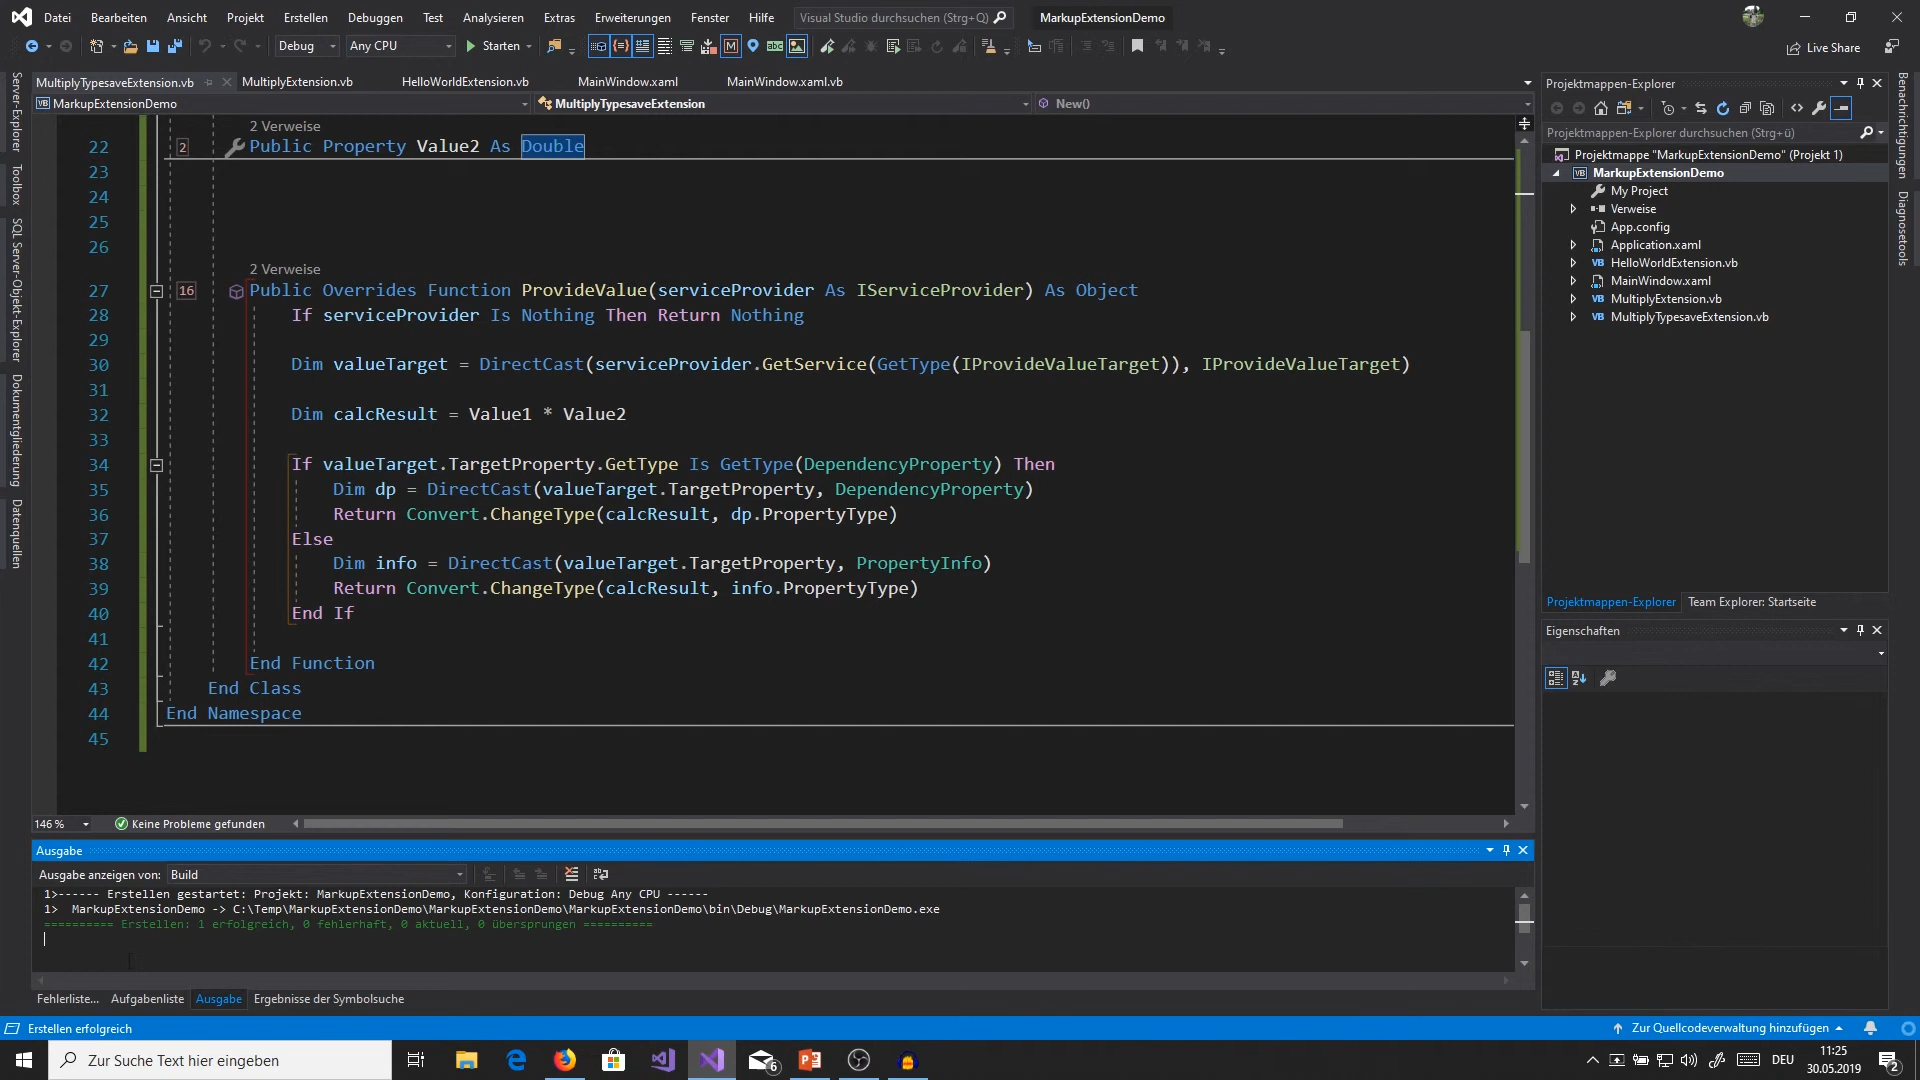 Datei Bearbeiten Ansicht Projekt Erstellen Debuggen Test Analysieren Extras Erweiterungen Fenster Hilfe Visual Studio durchsuchen (Strg+Q) MarkupExtensionDemo
Debug Any CPU Starten Live Share
MultiplyTypesaveExtension.vb MultiplyExtension.vb HelloWorldExtension.vb MainWindow.xaml MainWindow.xaml.vb
MarkupExtensionDemo MultiplyTypesaveExtension New()
Server-Explorer
Toolbox
SQL Server-Objekt-Explorer
Dokumentgliederung
Datenquellen
2 Verweise
22 2 Public Property Value2 As Double
23
24
25
26
2 Verweise
27 16 Public Overrides Function ProvideValue(serviceProvider As IServiceProvider) As Object
28 If serviceProvider Is Nothing Then Return Nothing
29
30 Dim valueTarget = DirectCast(serviceProvider.GetService(GetType(IProvideValueTarget)), IProvideValueTarget)
31
32 Dim calcResult = Value1 * Value2
33
34 If valueTarget.TargetProperty.GetType Is GetType(DependencyProperty) Then
35 Dim dp = DirectCast(valueTarget.TargetProperty, DependencyProperty)
36 Return Convert.ChangeType(calcResult, dp.PropertyType)
37 Else
38 Dim info = DirectCast(valueTarget.TargetProperty, PropertyInfo)
39 Return Convert.ChangeType(calcResult, info.PropertyType)
40 End If
41
42 End Function
43 End Class
44 End Namespace
45
146 % Keine Probleme gefunden
Ausgabe
Ausgabe anzeigen von: Build
1>------ Erstellen gestartet: Projekt: MarkupExtensionDemo, Konfiguration: Debug Any CPU ------
1> MarkupExtensionDemo -> C:\Temp\MarkupExtensionDemo\MarkupExtensionDemo\MarkupExtensionDemo\bin\Debug\MarkupExtensionDemo.exe
========== Erstellen: 1 erfolgreich, 0 fehlerhaft, 0 aktuell, 0 übersprungen ==========
Fehlerliste... Aufgabenliste Ausgabe Ergebnisse der Symbolsuche
Projektmappen-Explorer
Projektmappen-Explorer durchsuchen (Strg+ü)
Projektmappe "MarkupExtensionDemo" (Projekt 1)
MarkupExtensionDemo
My Project
Verweise
App.config
Application.xaml
HelloWorldExtension.vb
MainWindow.xaml
MultiplyExtension.vb
MultiplyTypesaveExtension.vb
Projektmappen-Explorer Team Explorer: Startseite
Eigenschaften
Benachrichtigungen
Diagnosetools
Erstellen erfolgreich Zur Quellcodeverwaltung hinzufügen
Zur Suche Text hier eingeben 6 DEU 11:25
30.05.2019 2